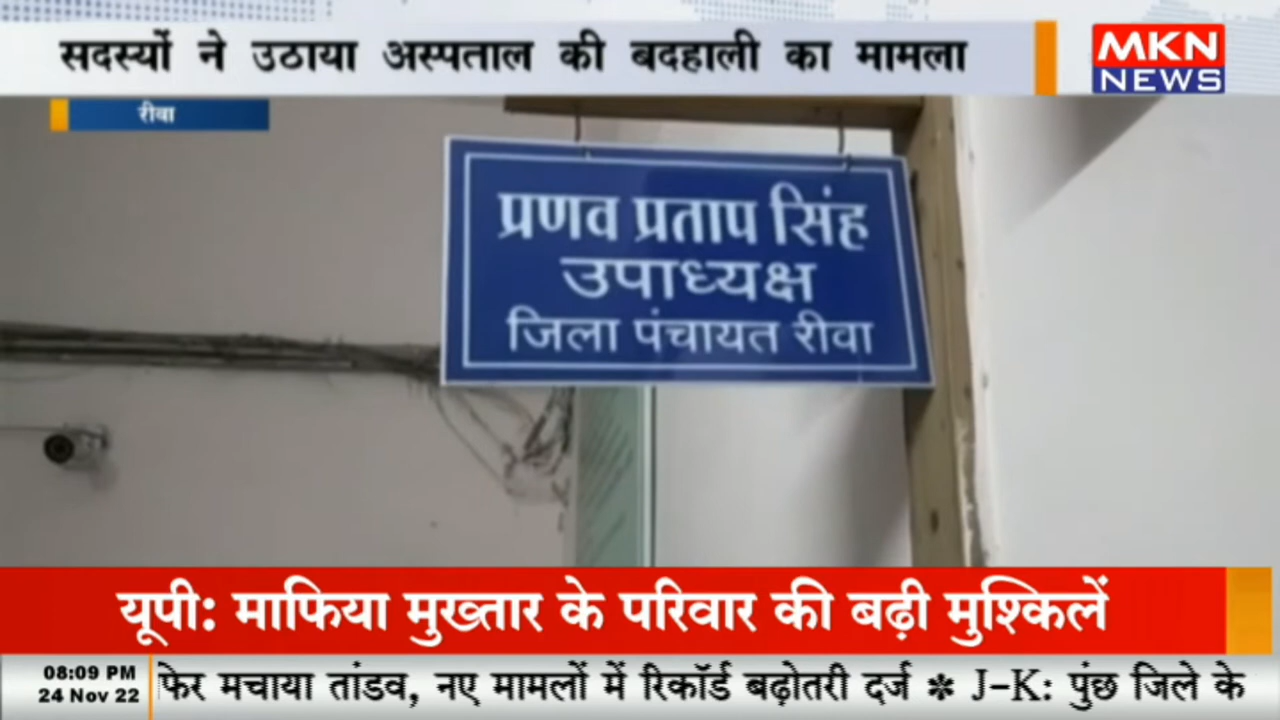 सदस्यों ने उठाया अस्पताल की बदहाली का मामला
MKN
NEWS
रीवा
प्रणव प्रताप सिंह
उपाध्यक्ष
जिला पंचायत रीवा
यूपी: माफिया मुख्तार के परिवार की बढ़ी मुश्किलें
08:09 PM
24 Nov 22
फेर मचाया तांडव, नए मामलों में रिकॉर्ड बढ़ोतरी दर्ज * J-K: पुंछ जिले के